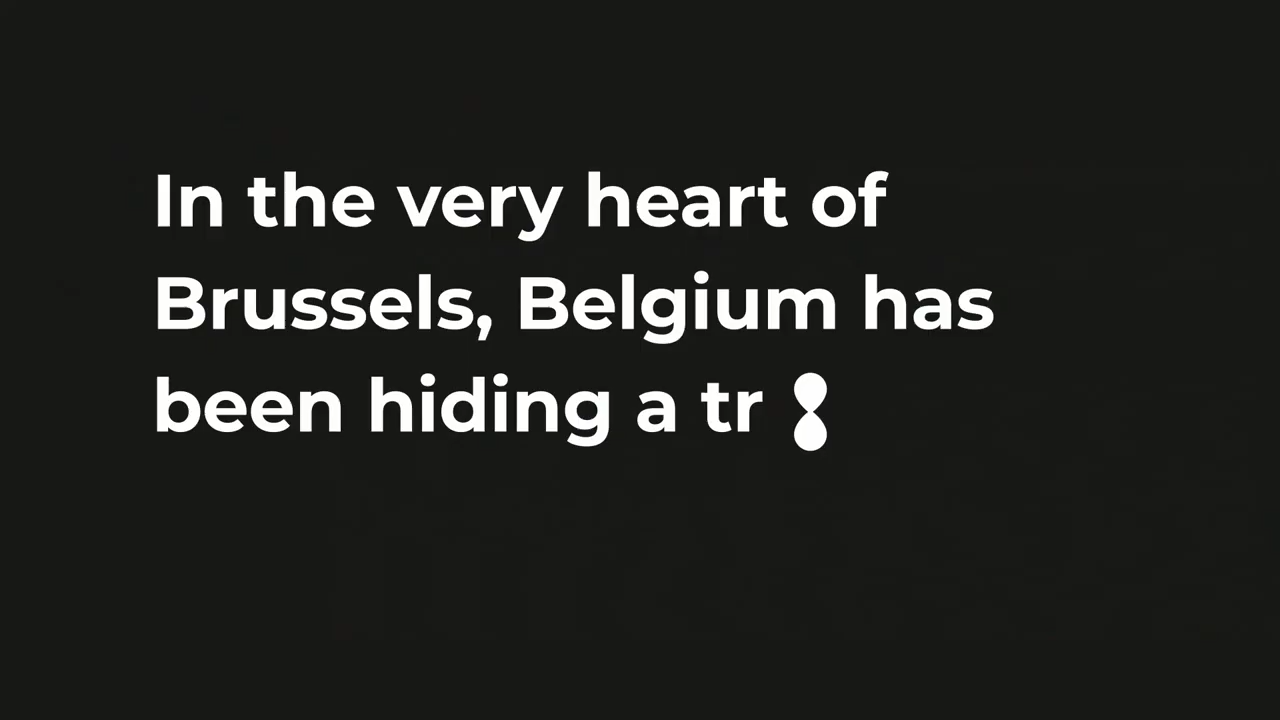 In the very heart of
Brussels, Belgium has
been hiding a tr